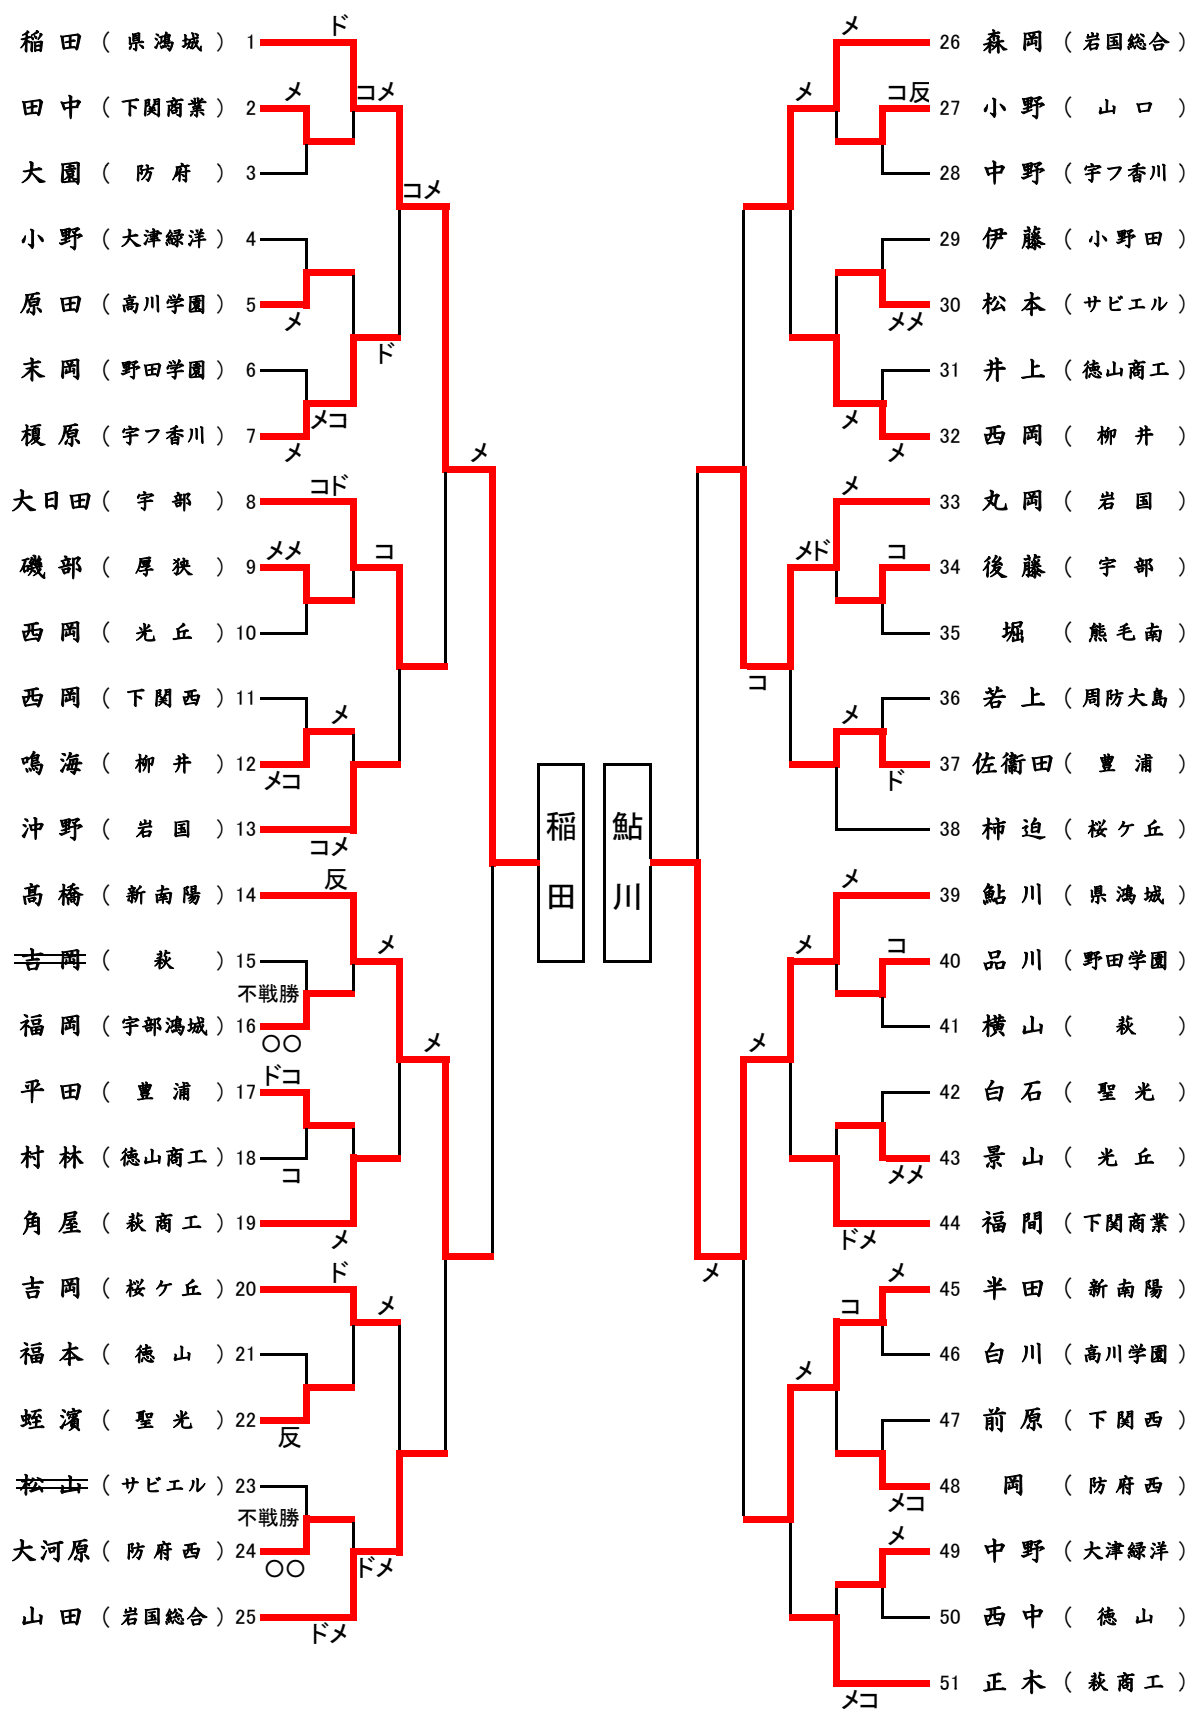 ド
稲田 （県鴻城） 1
コメ
メ
田中 （下関商業） 2
大園 （防府） 3
コメ
小野 （大津緑洋） 4
原田 （高川学園） 5
メ
ド
末岡 （野田学園） 6
メコ
榎原 （宇フ香川） 7
メ
メ
コド
大日田 （宇部） 8
メメ
コ
磯部 （厚狭） 9
西岡 （光丘） 10
西岡 （下関西） 11
メ
鳴海 （柳井） 12
メコ
沖野 （岩国） 13
コメ
反
髙橋 （新南陽） 14
メ
吉岡 （萩） 15
不戦勝
福岡 （宇部鴻城） 16
○○
メ
ドコ
平田 （豊浦） 17
村林 （徳山商工） 18
コ
角屋 （萩商工） 19
メ
ド
吉岡 （桜ケ丘） 20
メ
福本 （徳山） 21
蛭濱 （聖光） 22
反
松山 （サビエル） 23
不戦勝
大河原 （防府西） 24
○○
ドメ
山田 （岩国総合） 25
ドメ
稲田
鮎川
メ
26 森岡 （岩国総合）
メ
コ反
27 小野 （山口）
28 中野 （宇フ香川）
29 伊藤 （小野田）
30 松本 （サビエル）
メメ
31 井上 （徳山商工）
メ
32 西岡 （柳井）
メ
メ
33 丸岡 （岩国）
メド
コ
34 後藤 （宇部）
35 堀 （熊毛南）
コ
36 若上 （周防大島）
メ
37 佐衞田 （豊浦）
ド
38 柿迫 （桜ケ丘）
メ
39 鮎川 （県鴻城）
メ
コ
40 品川 （野田学園）
41 横山 （萩）
メ
42 白石 （聖光）
43 景山 （光丘）
メメ
44 福間 （下関商業）
ドメ
メ
メ
45 半田 （新南陽）
コ
46 白川 （高川学園）
メ
47 前原 （下関西）
48 岡 （防府西）
メコ
メ
49 中野 （大津緑洋）
50 西中 （徳山）
51 正木 （萩商工）
メコ